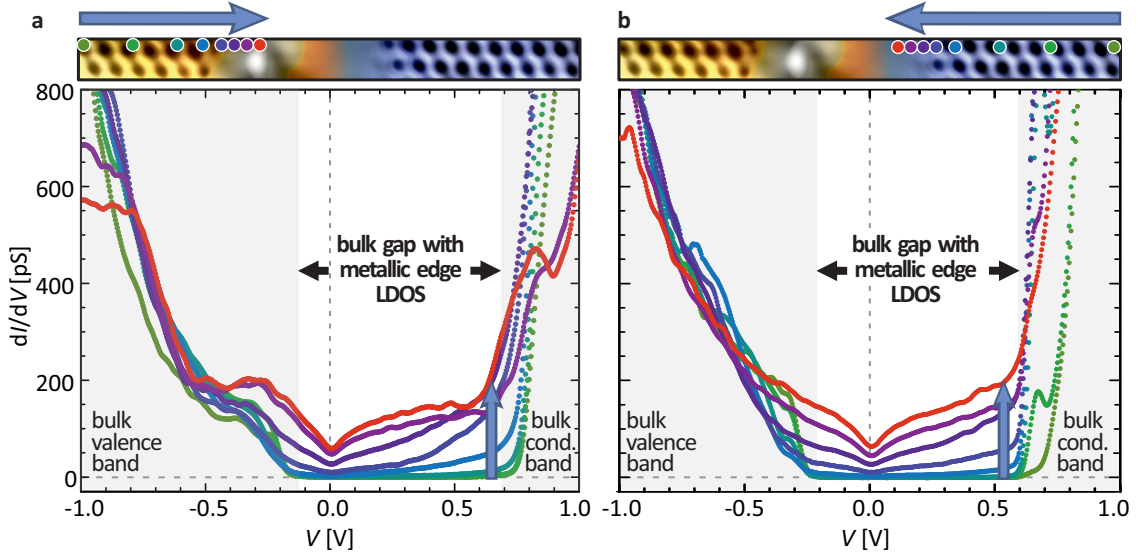 a
800
600
400
200
0
dI/dV [pS]
bulk gap with
metallic edge
LDOS
bulk
valence
band
bulk
cond.
band
-1.0 -0.5 0.0 0.5 1.0
V [V]
b
bulk gap with
metallic edge
LDOS
bulk
valence
band
bulk
cond.
band
-1.0 -0.5 0.0 0.5 1.0
V [V]